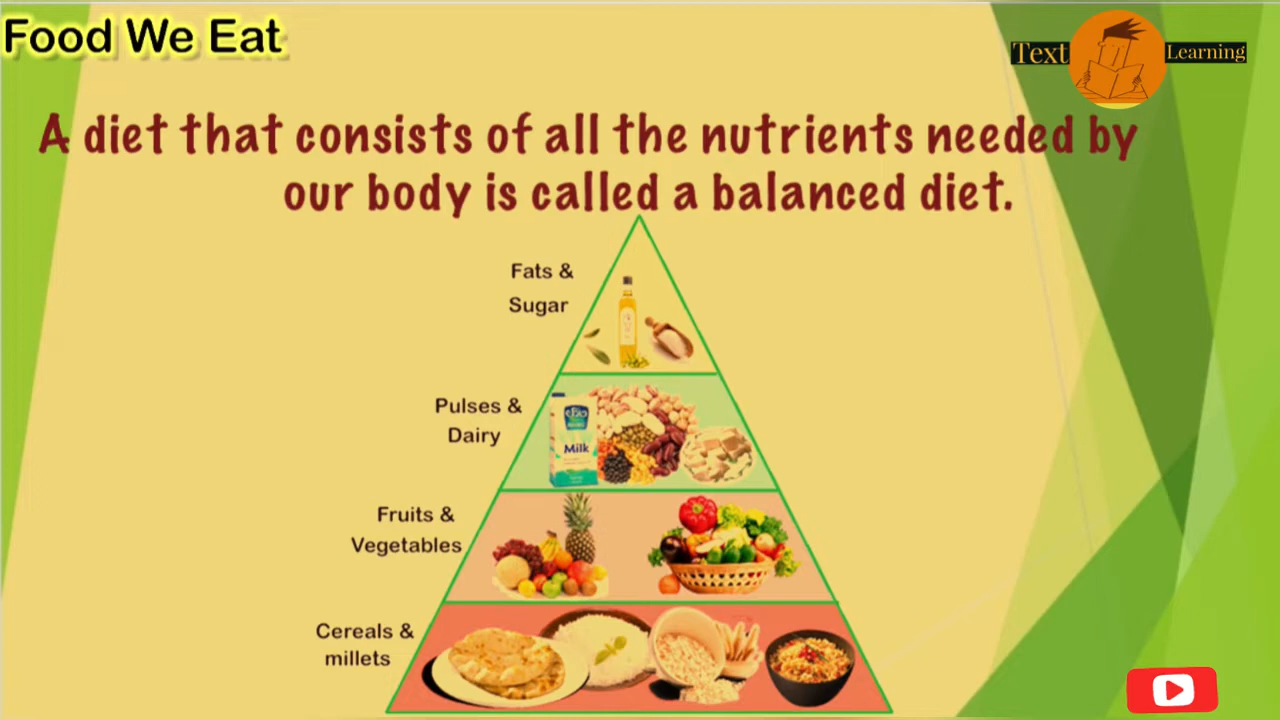 Food We Eat
Text Learning
A diet that consists of all the nutrients needed by
our body is called a balanced diet.
Fats &
Sugar
Pulses &
Dairy
Milk
Fruits &
Vegetables
Cereals &
millets